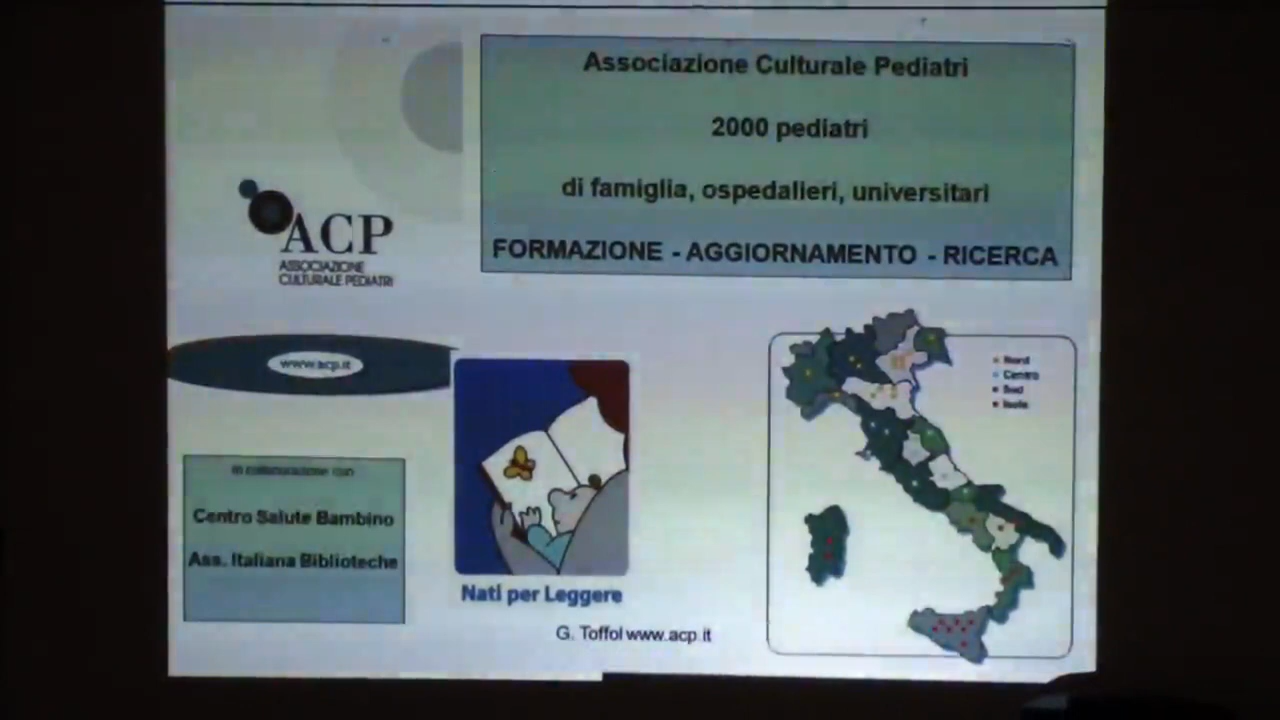 Associazione Culturale Pediatri
2000 pediatri
di famiglia, ospedalieri, universitari
FORMAZIONE - AGGIORNAMENTO - RICERCA
ACP
ASSOCIAZIONE
CULTURALE PEDIATRI
www.acp.it
Nord
Centro
Sud
Isole
In collaborazione con
Centro Salute Bambino
Ass. Italiana Biblioteche
Nati per Leggere
G. Toffol www.acp.it